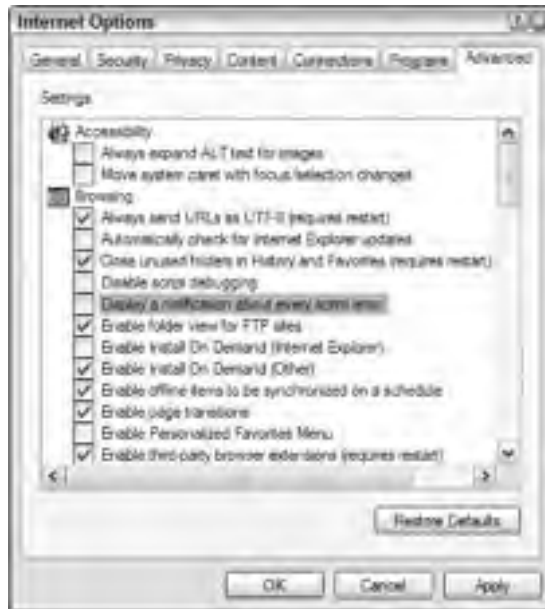 Internet Options
General Security Privacy Content Connections Programs Advanced
Settings
Accessibility
Always expand ALT text for images
Move system caret with focus/selection changes
Browsing
Always send URLs as UTF-8 (requires restart)
Automatically check for Internet Explorer updates
Close unused folders in History and Favorites (requires restart)
Disable script debugging
Display a notification about every script error
Enable folder view for FTP sites
Enable Install On Demand (Internet Explorer)
Enable Install On Demand (Other)
Enable offline items to be synchronized on a schedule
Enable page transitions
Enable Personalized Favorites Menu
Enable third-party browser extensions (requires restart)
Restore Defaults
OK Cancel Apply